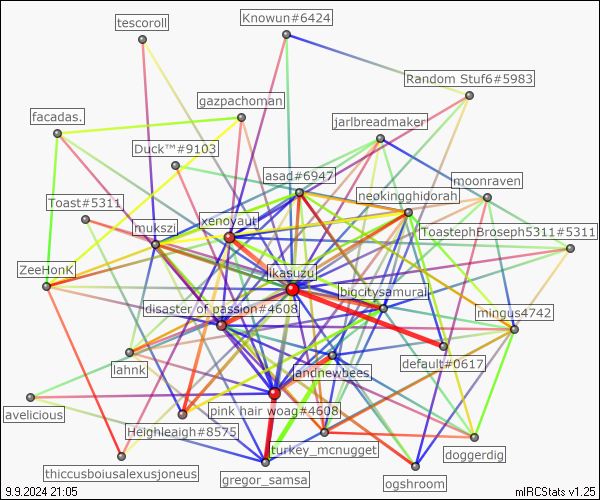 Knowun#6424
tescoroll
Random Stuf6#5983
gazpachoman
facadas.
jarlbreadmaker
Duck™#9103
asad#6947
moonraven
neokingghidorah
Toast#5311
xenoyaut
mukszi
ToastephBroseph5311#5311
ZeeHonK
ikasuzu
bigcitysamurai
disaster of passion#4608
mingus4742
default#0617
lahnk
andnewbees
avelicious
pink hair woag#4608
Heighleaigh#8575
turkey_mcnugget
doggerdig
thiccusboiusalexusjoneus
gregor_samsa
ogshroom
9.9.2024 21:05
mIRCStats v1.25